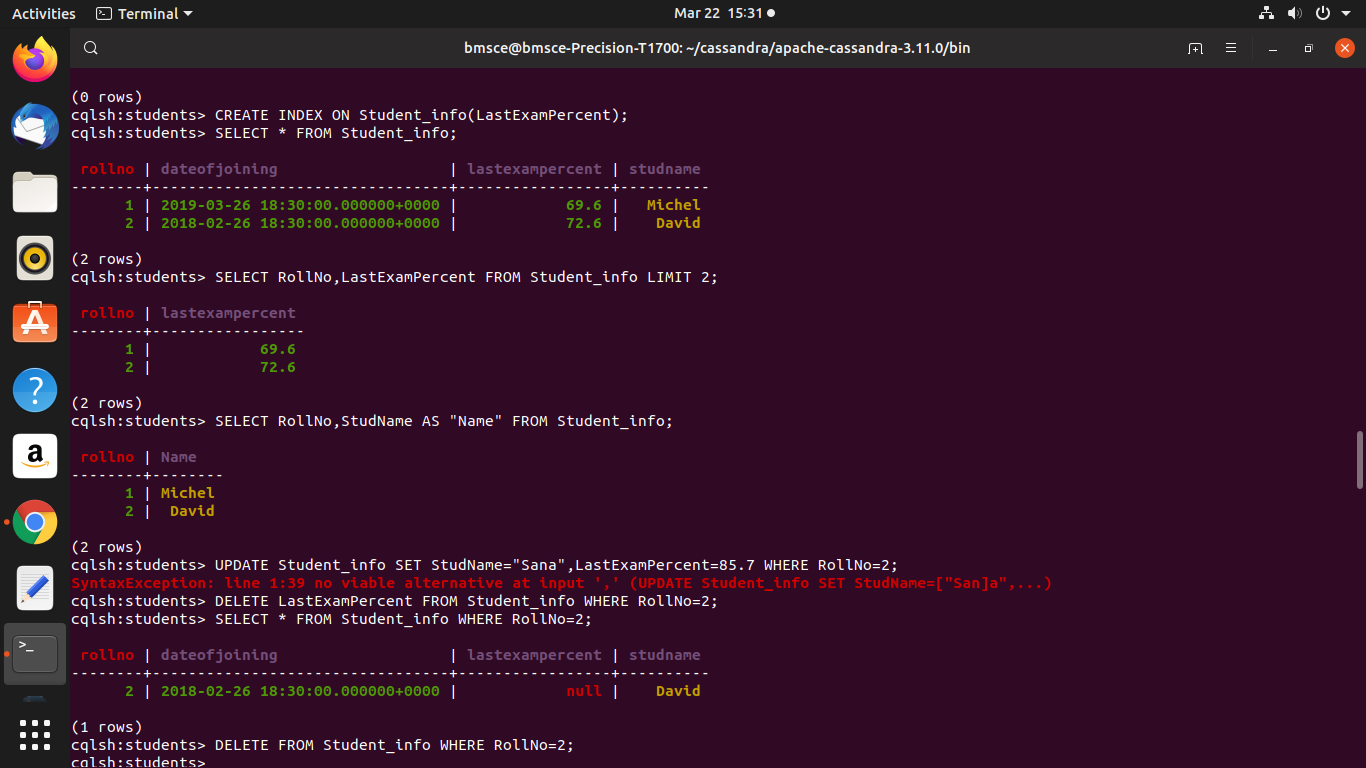 Activities Terminal Mar 22 15:31
bmsce@bmsce-Precision-T1700: ~/cassandra/apache-cassandra-3.11.0/bin
(0 rows)
cqlsh:students> CREATE INDEX ON Student_info(LastExamPercent);
cqlsh:students> SELECT * FROM Student_info;
 rollno | dateofjoining                   | lastexampercent | studname
--------+---------------------------------+-----------------+----------
      1 | 2019-03-26 18:30:00.000000+0000 |            69.6 |   Michel
      2 | 2018-02-26 18:30:00.000000+0000 |            72.6 |    David
(2 rows)
cqlsh:students> SELECT RollNo,LastExamPercent FROM Student_info LIMIT 2;
 rollno | lastexampercent
--------+-----------------
      1 |            69.6
      2 |            72.6
(2 rows)
cqlsh:students> SELECT RollNo,StudName AS "Name" FROM Student_info;
 rollno | Name
--------+--------
      1 | Michel
      2 |  David
(2 rows)
cqlsh:students> UPDATE Student_info SET StudName="Sana",LastExamPercent=85.7 WHERE RollNo=2;
SyntaxException: line 1:39 no viable alternative at input ',' (UPDATE Student_info SET StudName=["San]a",...)
cqlsh:students> DELETE LastExamPercent FROM Student_info WHERE RollNo=2;
cqlsh:students> SELECT * FROM Student_info WHERE RollNo=2;
 rollno | dateofjoining                   | lastexampercent | studname
--------+---------------------------------+-----------------+----------
      2 | 2018-02-26 18:30:00.000000+0000 |            null |    David
(1 rows)
cqlsh:students> DELETE FROM Student_info WHERE RollNo=2;
cqlsh:students>